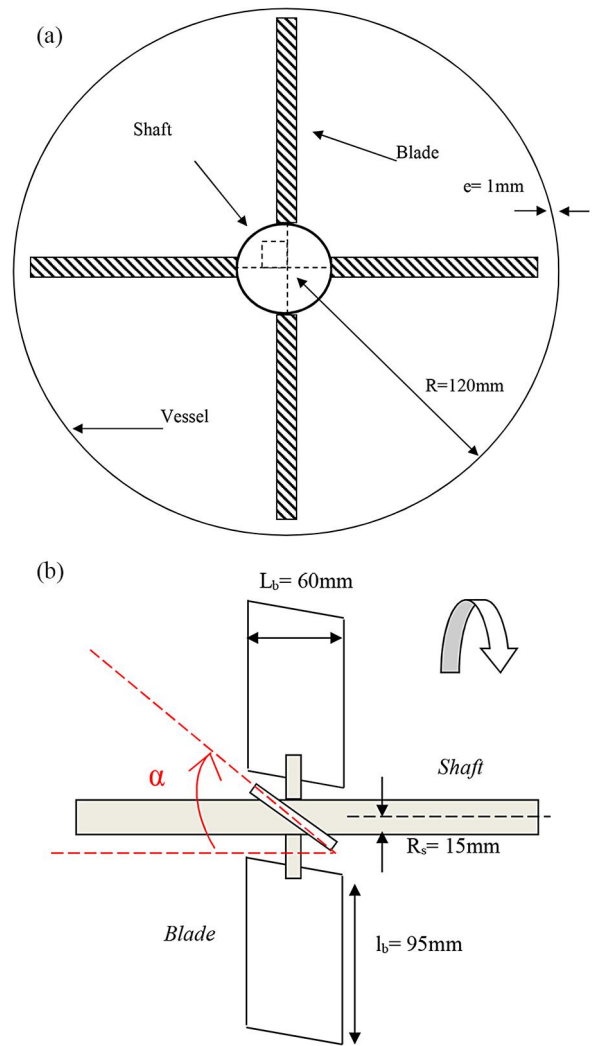 (a)
Shaft
Blade
e= 1mm
R=120mm
Vessel
(b)
L_b= 60mm
α
Shaft
R_s= 15mm
Blade
l_b= 95mm